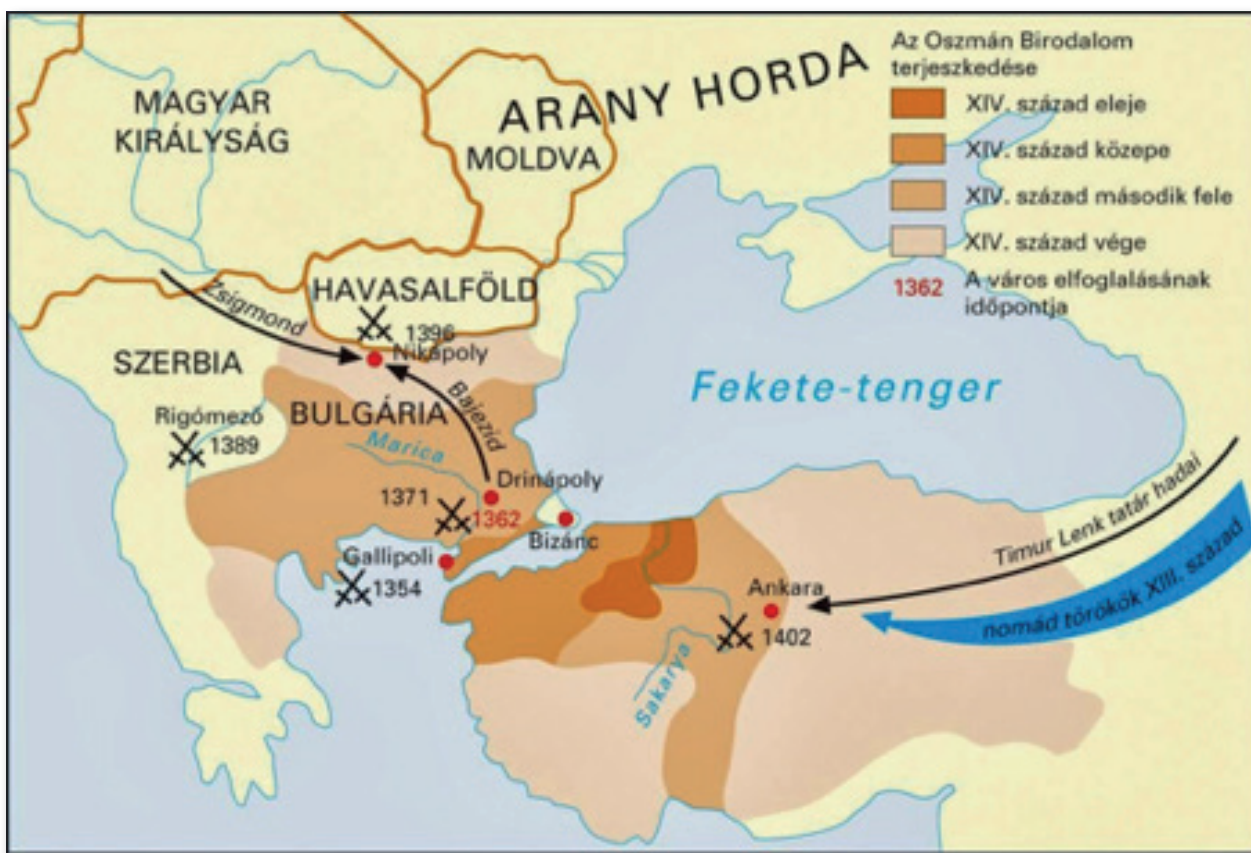 MAGYAR
KIRÁLYSÁG
ARANY HORDA
MOLDVA
Az Oszmán Birodalom
terjeszkedése
XIV. század eleje
XIV. század közepe
XIV. század második fele
XIV. század vége
1362 A város elfoglalásának
időpontja
HAVASALFÖLD
Zsigmond
1396
Nikápoly
SZERBIA
Bajezid
BULGÁRIA
Fekete-tenger
Rigómező
1389
Marica
Drinápoly
1371
1362
Bizánc
Gallipoli
1354
Timur Lenk tatár hadai
nomád törökök XIII. század
Ankara
1402
Sakarya